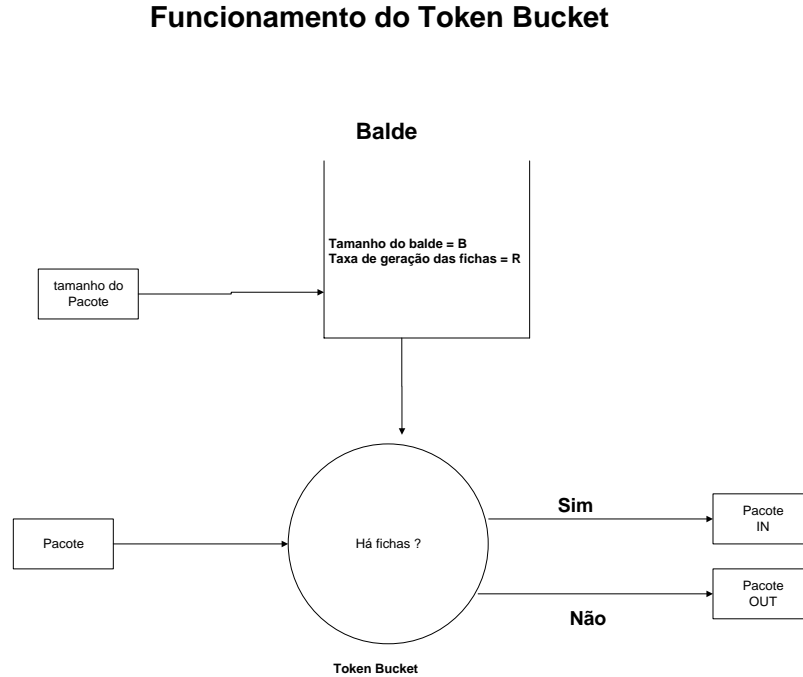 Funcionamento do Token Bucket
Balde
Tamanho do balde = B
Taxa de geração das fichas = R
tamanho do
Pacote
Sim
Pacote
IN
Pacote
Há fichas ?
Pacote
OUT
Não
Token Bucket